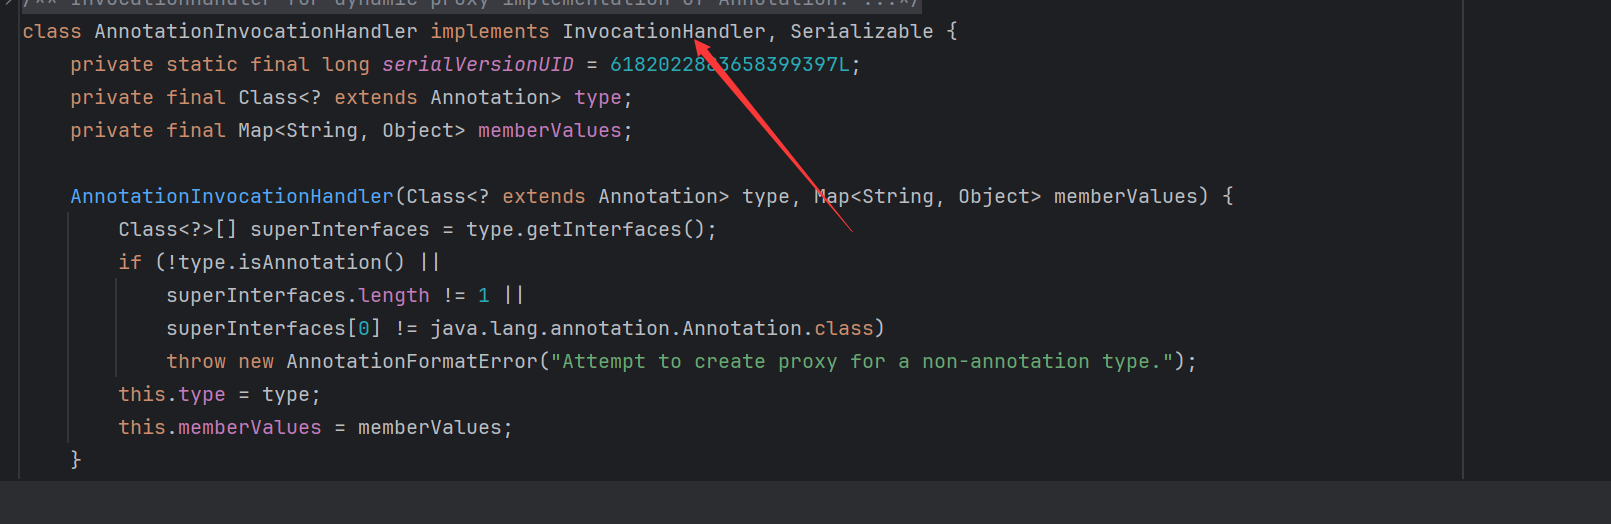 /** InvocationHandler for dynamic proxy implementation of Annotation. ...*/
class AnnotationInvocationHandler implements InvocationHandler, Serializable {
private static final long serialVersionUID = 6182022883658399397L;
private final Class<? extends Annotation> type;
private final Map<String, Object> memberValues;
AnnotationInvocationHandler(Class<? extends Annotation> type, Map<String, Object> memberValues) {
Class<?>[] superInterfaces = type.getInterfaces();
if (!type.isAnnotation() ||
superInterfaces.length != 1 ||
superInterfaces[0] != java.lang.annotation.Annotation.class)
throw new AnnotationFormatError("Attempt to create proxy for a non-annotation type.");
this.type = type;
this.memberValues = memberValues;
}